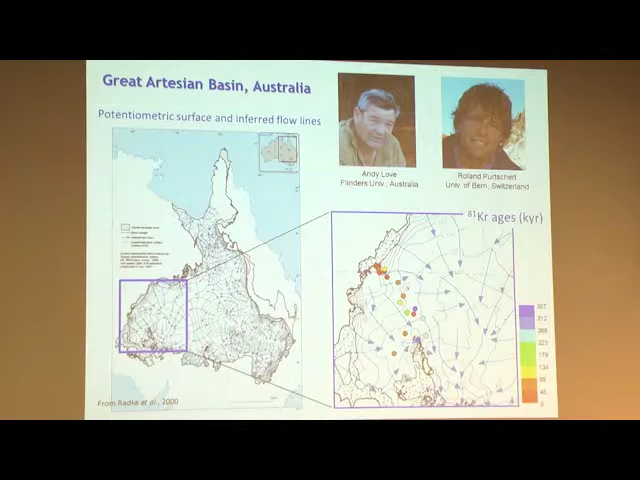 Great Artesian Basin, Australia
Potentiometric surface and inferred flow lines
Andy Love
Flinders Univ., Australia
Roland Purtschert
Univ. of Bern, Switzerland
81Kr ages (kyr)
357
312
268
223
178
134
89
45
0
From Radke et al., 2000